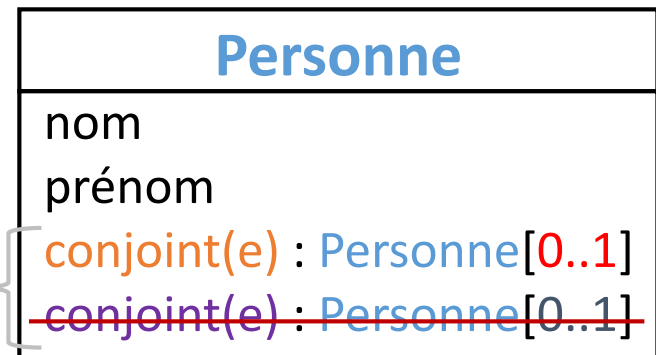 Personne
nom
prénom
conjoint(e) : Personne[0..1]
conjoint(e) : Personne[0..1]